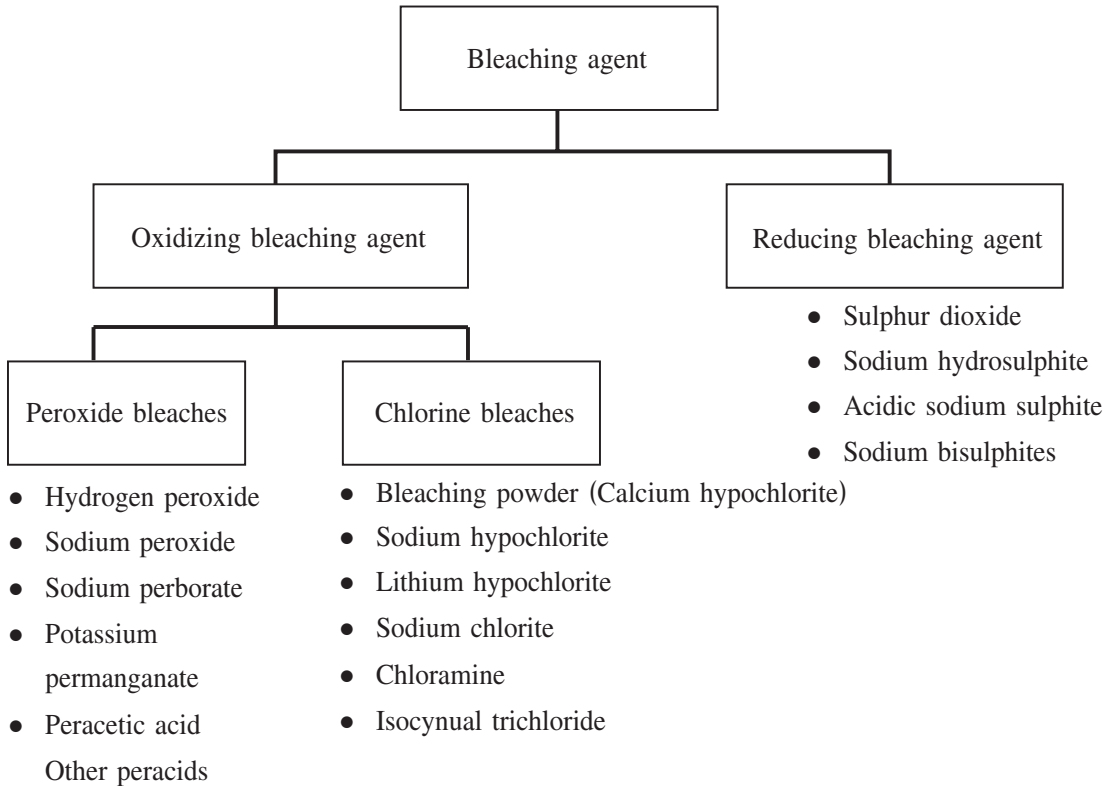 Bleaching agent
Oxidizing bleaching agent
Reducing bleaching agent
● Sulphur dioxide
● Sodium hydrosulphite
● Acidic sodium sulphite
● Sodium bisulphites
Peroxide bleaches
● Hydrogen peroxide
● Sodium peroxide
● Sodium perborate
● Potassium
permanganate
● Peracetic acid
Other peracids
Chlorine bleaches
● Bleaching powder (Calcium hypochlorite)
● Sodium hypochlorite
● Lithium hypochlorite
● Sodium chlorite
● Chloramine
● Isocynual trichloride